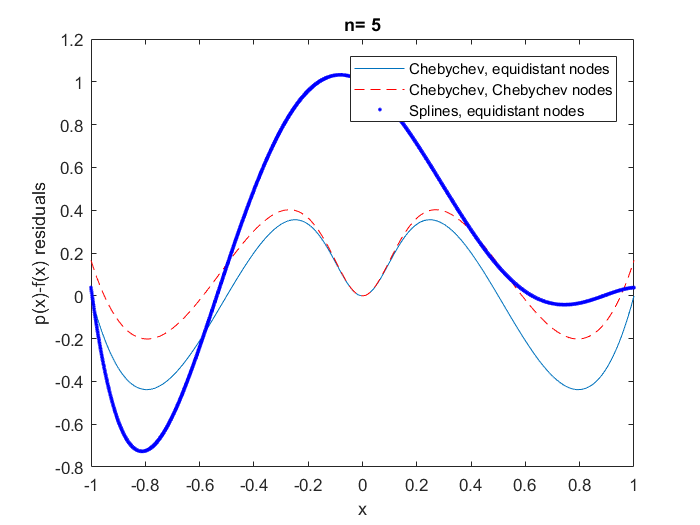 n= 5
1.2
1
0.8
0.6
0.4
0.2
0
-0.2
-0.4
-0.6
-0.8
p(x)-f(x) residuals
Chebychev, equidistant nodes
Chebychev, Chebychev nodes
Splines, equidistant nodes
-1 -0.8 -0.6 -0.4 -0.2 0 0.2 0.4 0.6 0.8 1
x